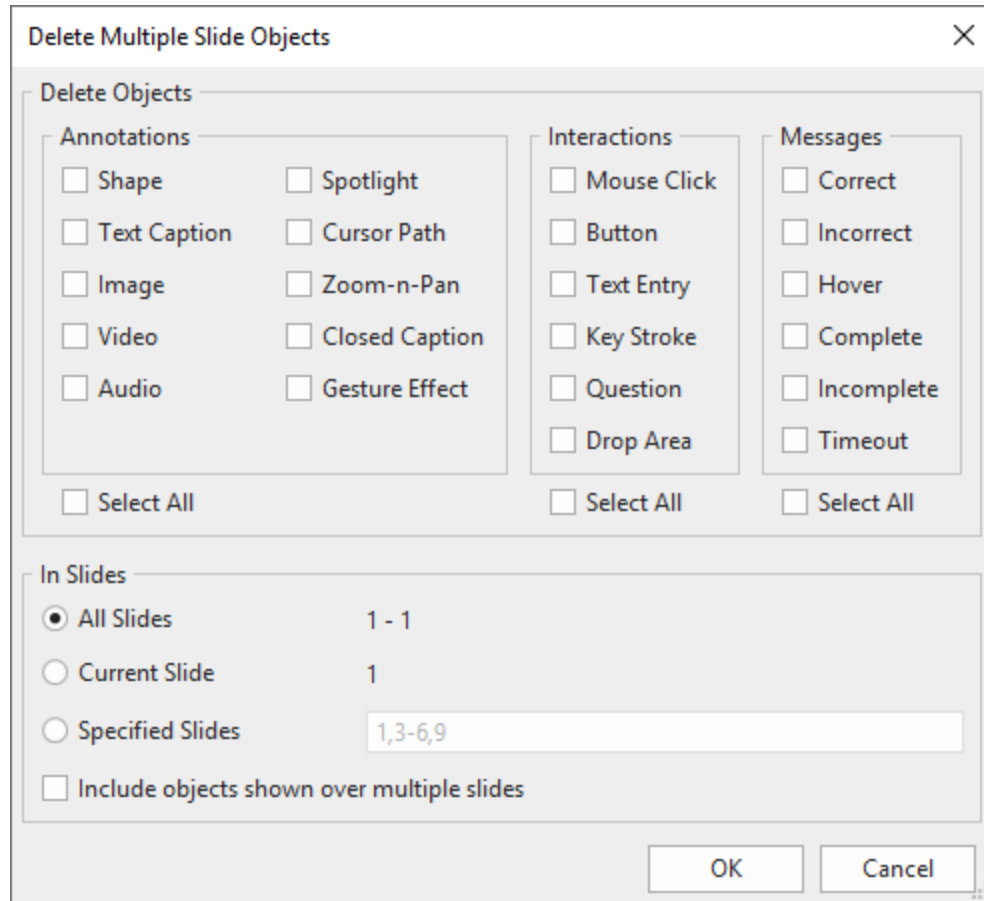 Delete Multiple Slide Objects
Delete Objects
Annotations
Shape
Spotlight
Text Caption
Cursor Path
Image
Zoom-n-Pan
Video
Closed Caption
Audio
Gesture Effect
Select All
Interactions
Mouse Click
Button
Text Entry
Key Stroke
Question
Drop Area
Select All
Messages
Correct
Incorrect
Hover
Complete
Incomplete
Timeout
Select All
In Slides
All Slides 1 - 1
Current Slide 1
Specified Slides 1,3-6,9
Include objects shown over multiple slides
OK Cancel